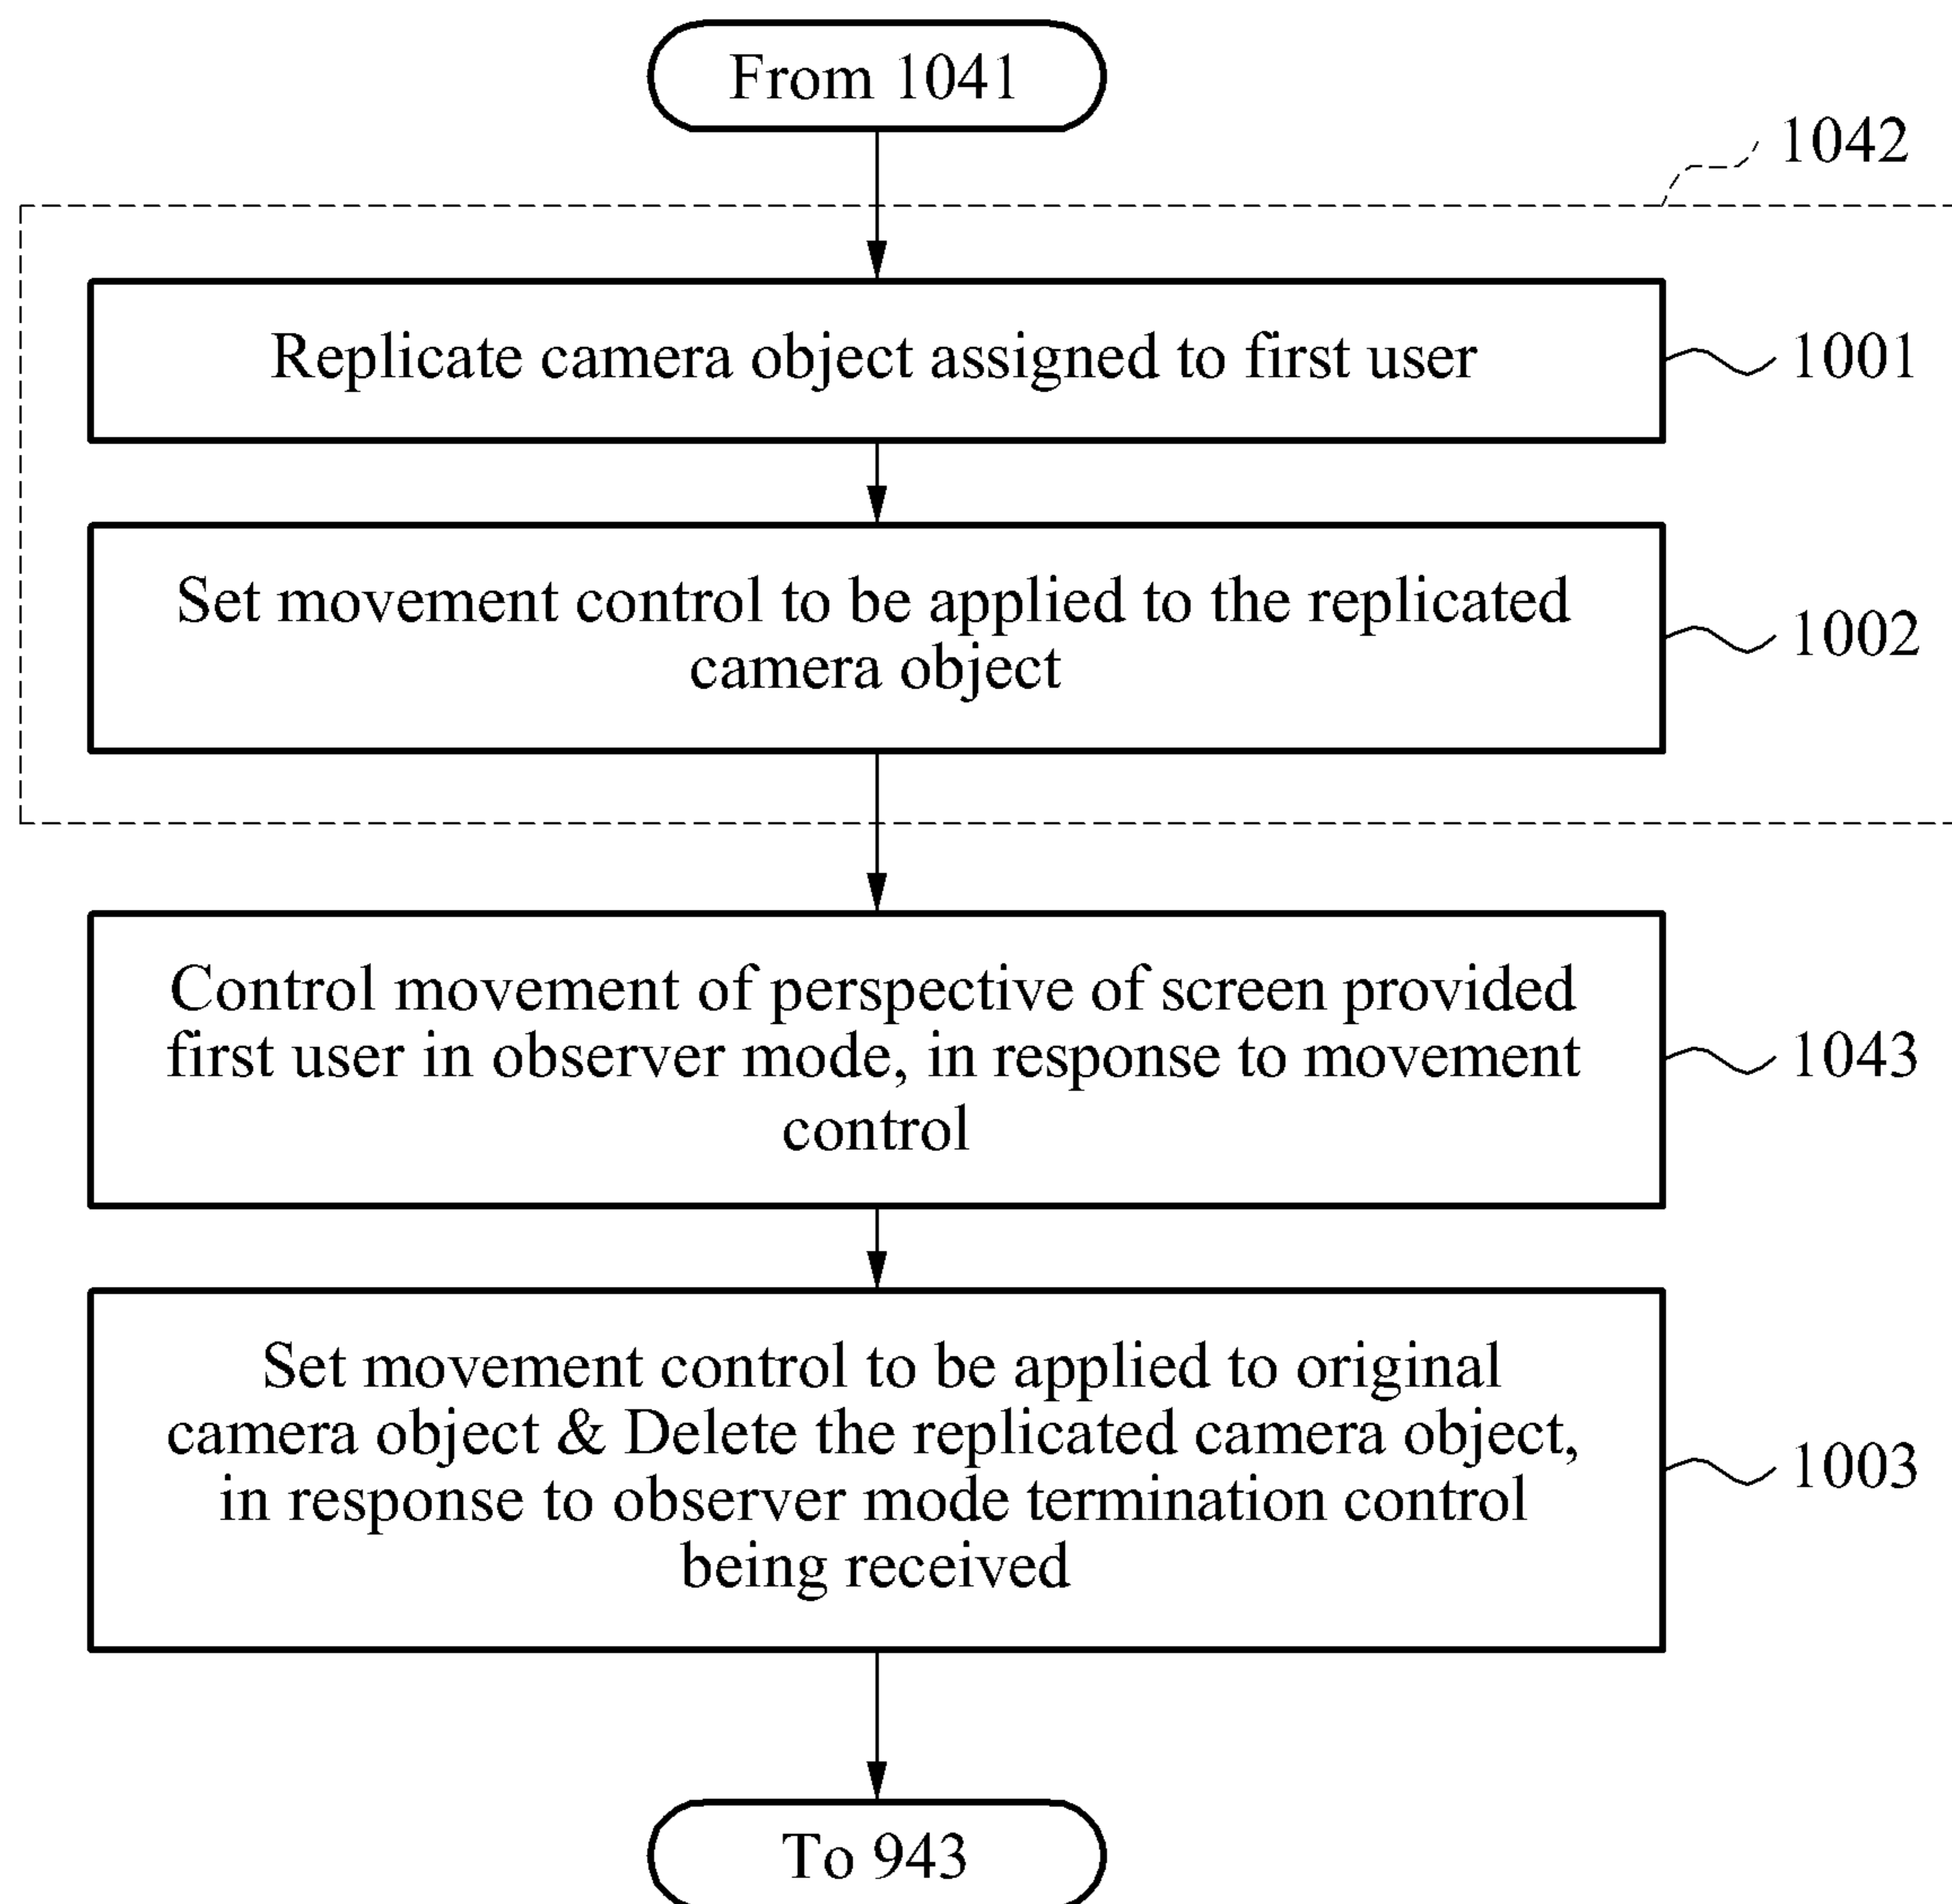 From 1041
1042
Replicate camera object assigned to first user
1001
Set movement control to be applied to the replicated
camera object
1002
Control movement of perspective of screen provided
first user in observer mode, in response to movement
control
1043
Set movement control to be applied to original
camera object & Delete the replicated camera object,
in response to observer mode termination control
being received
1003
To 943